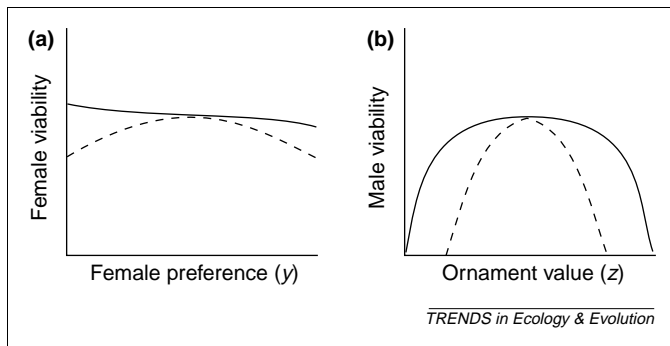 (a)
Female viability
Female preference (y)
(b)
Male viability
Ornament value (z)
TRENDS in Ecology & Evolution